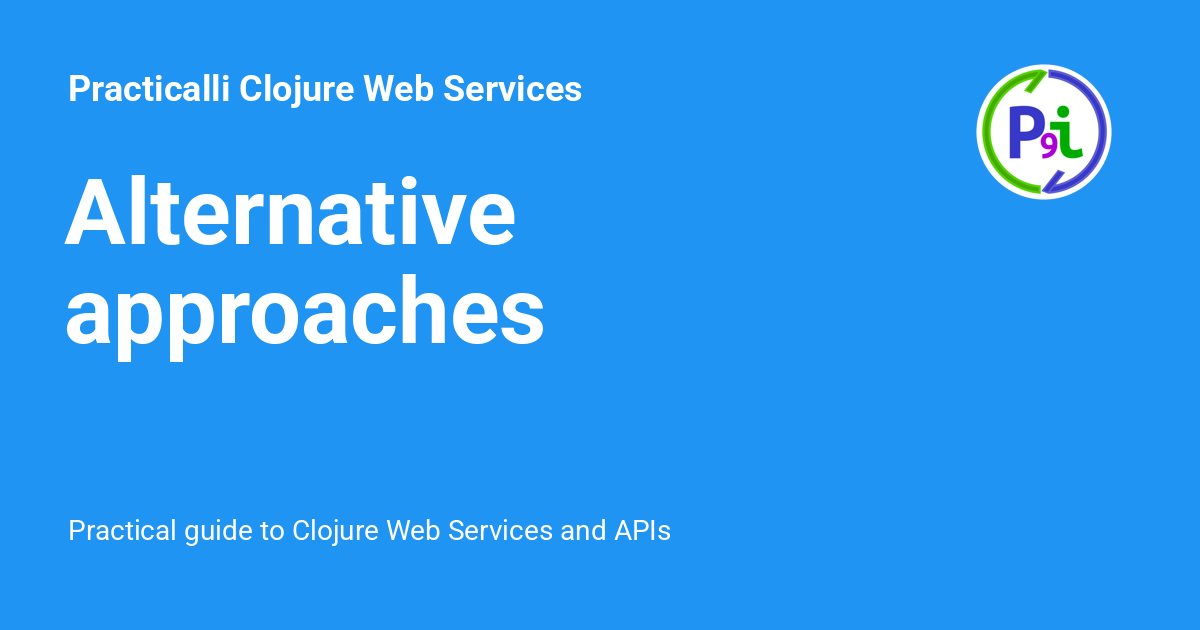 Practicalli Clojure Web Services
P9i
Alternative
approaches
Practical guide to Clojure Web Services and APIs